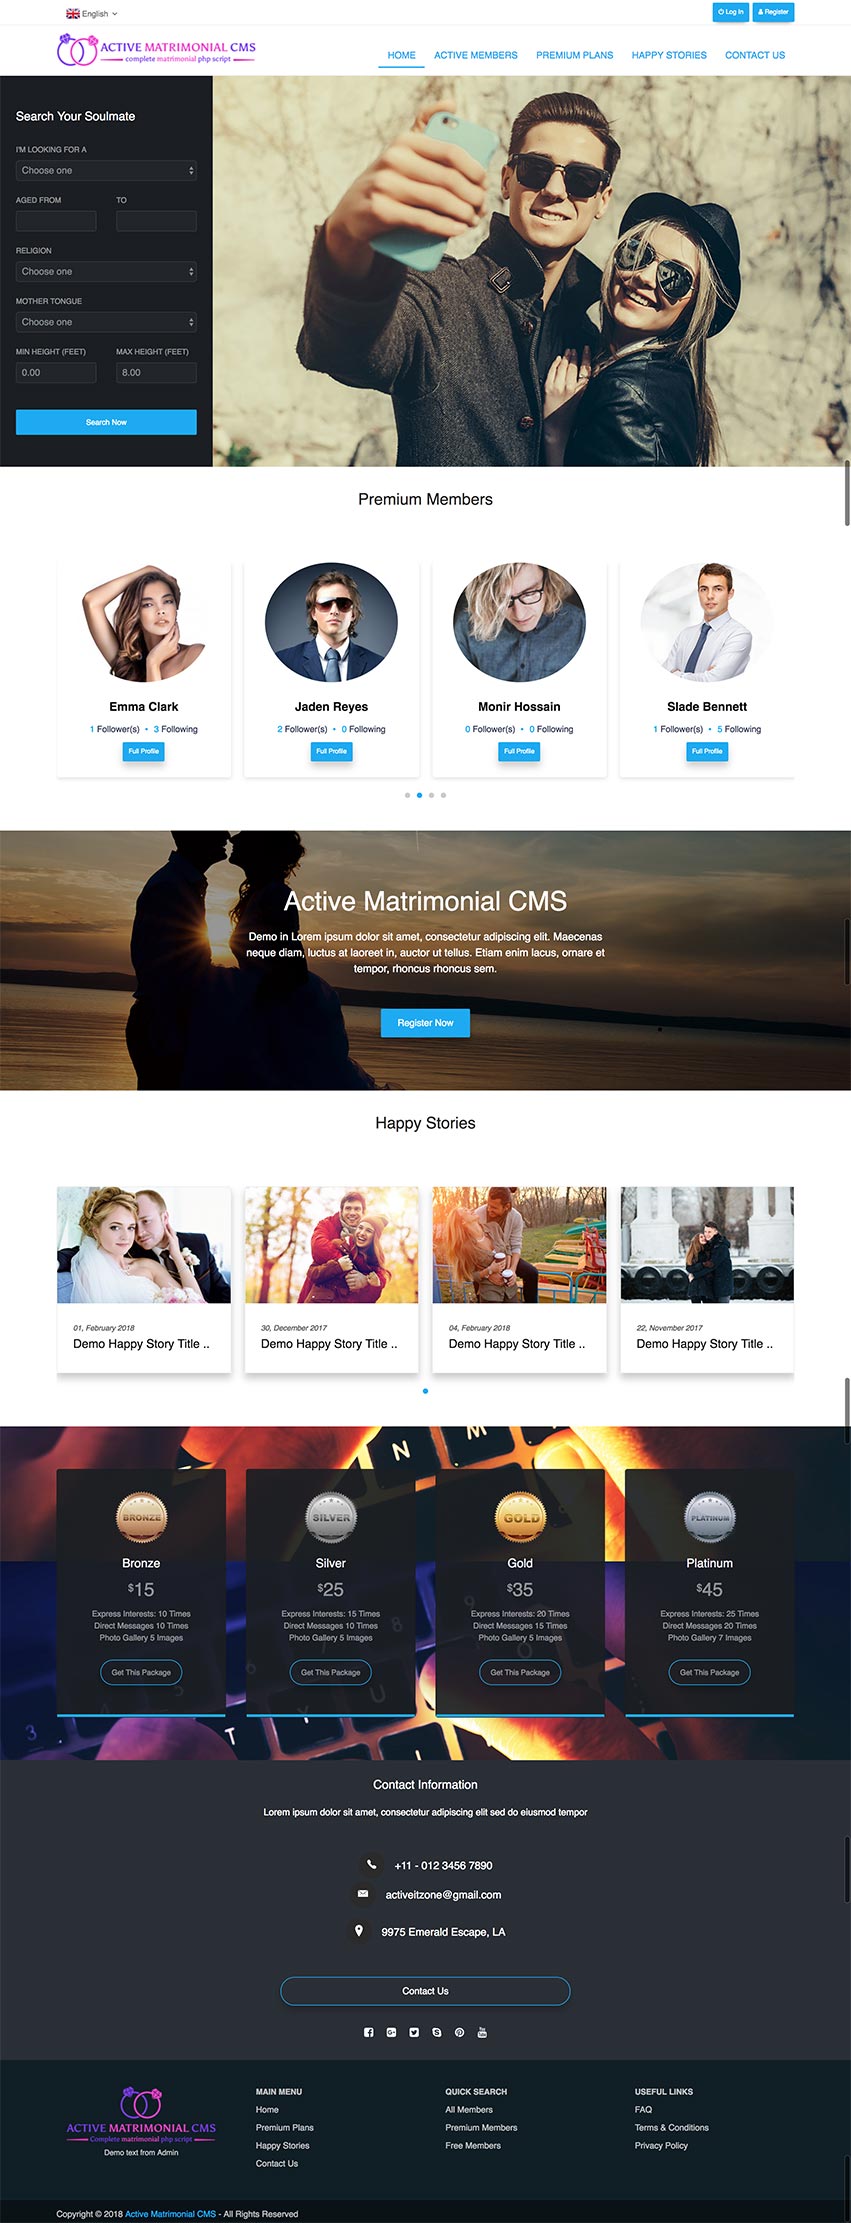 English
Log In
Register
ACTIVE MATRIMONIAL CMS
complete matrimonial php script
HOME
ACTIVE MEMBERS
PREMIUM PLANS
HAPPY STORIES
CONTACT US
Search Your Soulmate
I'M LOOKING FOR A
Choose one
AGED FROM
TO
RELIGION
Choose one
MOTHER TONGUE
Choose one
MIN HEIGHT (FEET)
MAX HEIGHT (FEET)
0.00
8.00
Search Now
Premium Members
Emma Clark
1 Follower(s) • 3 Following
Full Profile
Jaden Reyes
2 Follower(s) • 0 Following
Full Profile
Monir Hossain
0 Follower(s) • 0 Following
Full Profile
Slade Bennett
1 Follower(s) • 5 Following
Full Profile
Active Matrimonial CMS
Demo in Lorem ipsum dolor sit amet, consectetur adipiscing elit. Maecenas
neque diam, luctus at laoreet in, auctor ut tellus. Etiam enim lacus, ornare et
tempor, rhoncus rhoncus sem.
Register Now
Happy Stories
01, February 2018
Demo Happy Story Title ..
30, December 2017
Demo Happy Story Title ..
04, February 2018
Demo Happy Story Title ..
22, November 2017
Demo Happy Story Title ..
N
M
BRONZE
Bronze
$15
Express Interests: 10 Times
Direct Messages 10 Times
Photo Gallery 5 Images
Get This Package
SILVER
Silver
$25
Express Interests: 15 Times
Direct Messages 10 Times
Photo Gallery 5 Images
Get This Package
GOLD
Gold
$35
Express Interests: 20 Times
Direct Messages 15 Times
Photo Gallery 5 Images
Get This Package
PLATINUM
Platinum
$45
Express Interests: 25 Times
Direct Messages 20 Times
Photo Gallery 7 Images
Get This Package
3
T
Y
U
Contact Information
Lorem ipsum dolor sit amet, consectetur adipiscing elit sed do eiusmod tempor
+11 - 012 3456 7890
activeitzone@gmail.com
9975 Emerald Escape, LA
Contact Us
ACTIVE MATRIMONIAL CMS
Complete matrimonial php script
Demo text from Admin
MAIN MENU
Home
Premium Plans
Happy Stories
Contact Us
QUICK SEARCH
All Members
Premium Members
Free Members
USEFUL LINKS
FAQ
Terms & Conditions
Privacy Policy
Copyright © 2018 Active Matrimonial CMS - All Rights Reserved